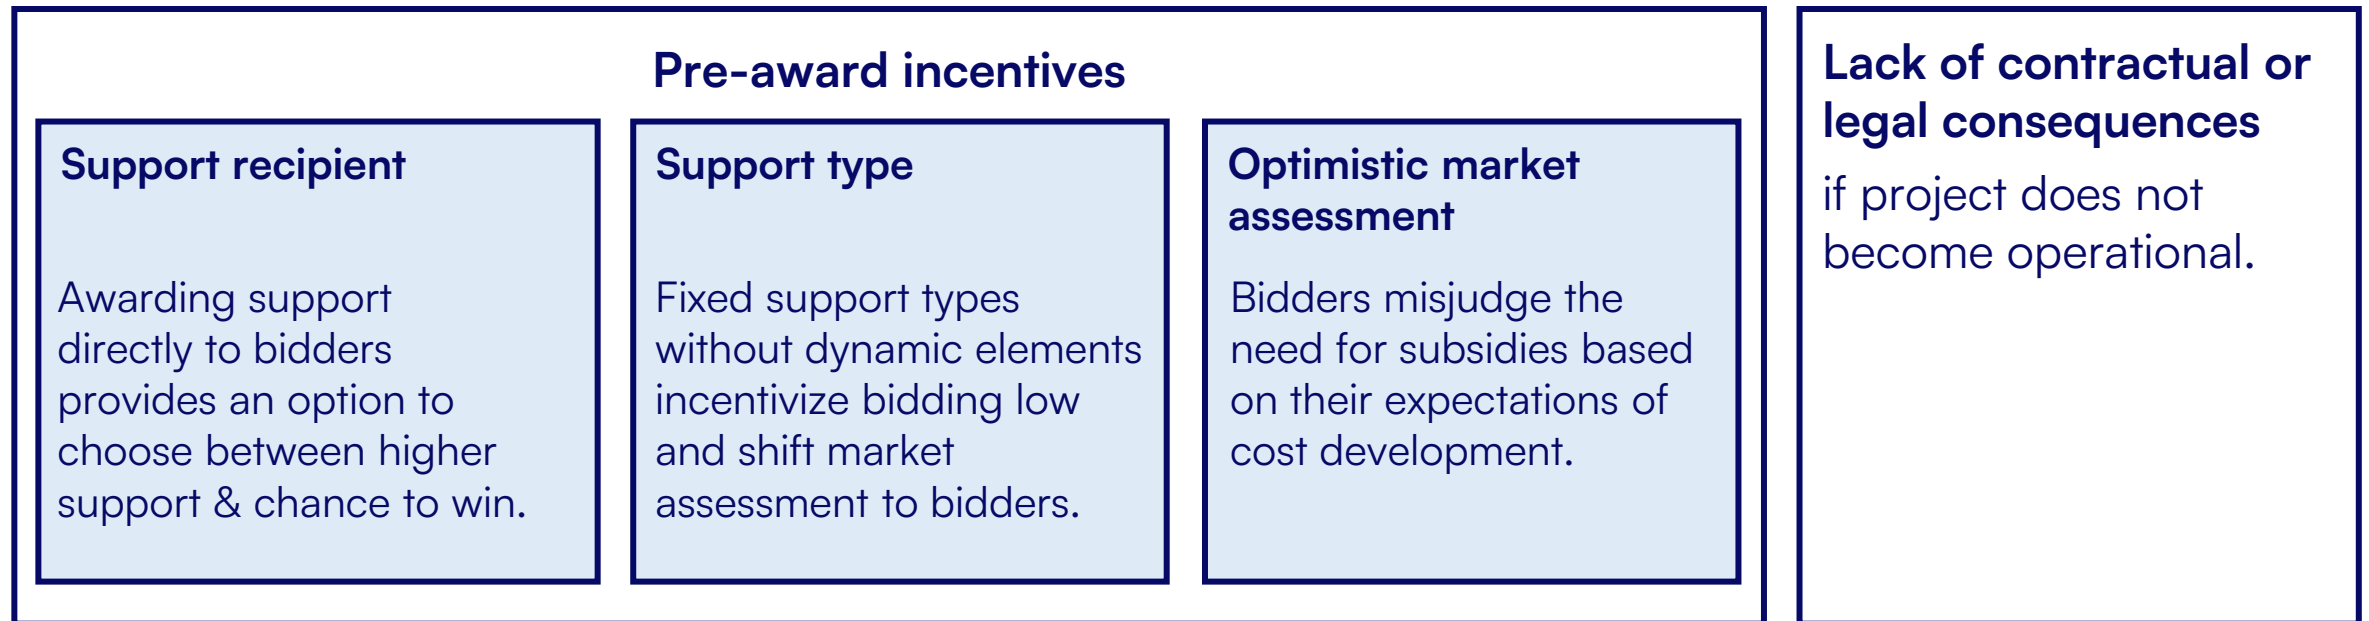 Pre-award incentives
Support recipient
Awarding support
directly to bidders
provides an option to
choose between higher
support & chance to win.
Support type
Fixed support types
without dynamic elements
incentivize bidding low
and shift market
assessment to bidders.
Optimistic market
assessment
Bidders misjudge the
need for subsidies based
on their expectations of
cost development.
Lack of contractual or
legal consequences
if project does not
become operational.